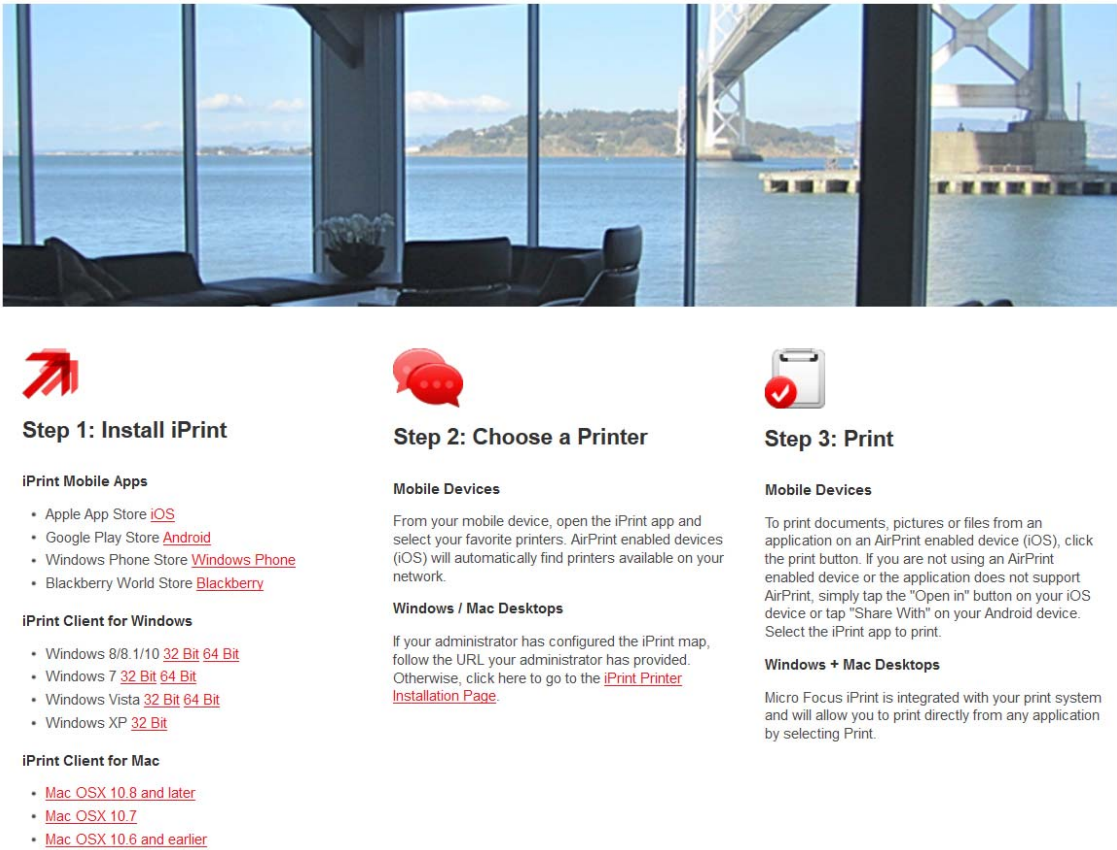 Step 1: Install iPrint
iPrint Mobile Apps
• Apple App Store iOS
• Google Play Store Android
• Windows Phone Store Windows Phone
• Blackberry World Store Blackberry
iPrint Client for Windows
• Windows 8/8.1/10 32 Bit 64 Bit
• Windows 7 32 Bit 64 Bit
• Windows Vista 32 Bit 64 Bit
• Windows XP 32 Bit
iPrint Client for Mac
• Mac OSX 10.8 and later
• Mac OSX 10.7
• Mac OSX 10.6 and earlier
Step 2: Choose a Printer
Mobile Devices
From your mobile device, open the iPrint app and
select your favorite printers. AirPrint enabled devices
(iOS) will automatically find printers available on your
network.
Windows / Mac Desktops
If your administrator has configured the iPrint map,
follow the URL your administrator has provided.
Otherwise, click here to go to the iPrint Printer
Installation Page.
Step 3: Print
Mobile Devices
To print documents, pictures or files from an
application on an AirPrint enabled device (iOS), click
the print button. If you are not using an AirPrint
enabled device or the application does not support
AirPrint, simply tap the "Open in" button on your iOS
device or tap "Share With" on your Android device.
Select the iPrint app to print.
Windows + Mac Desktops
Micro Focus iPrint is integrated with your print system
and will allow you to print directly from any application
by selecting Print.